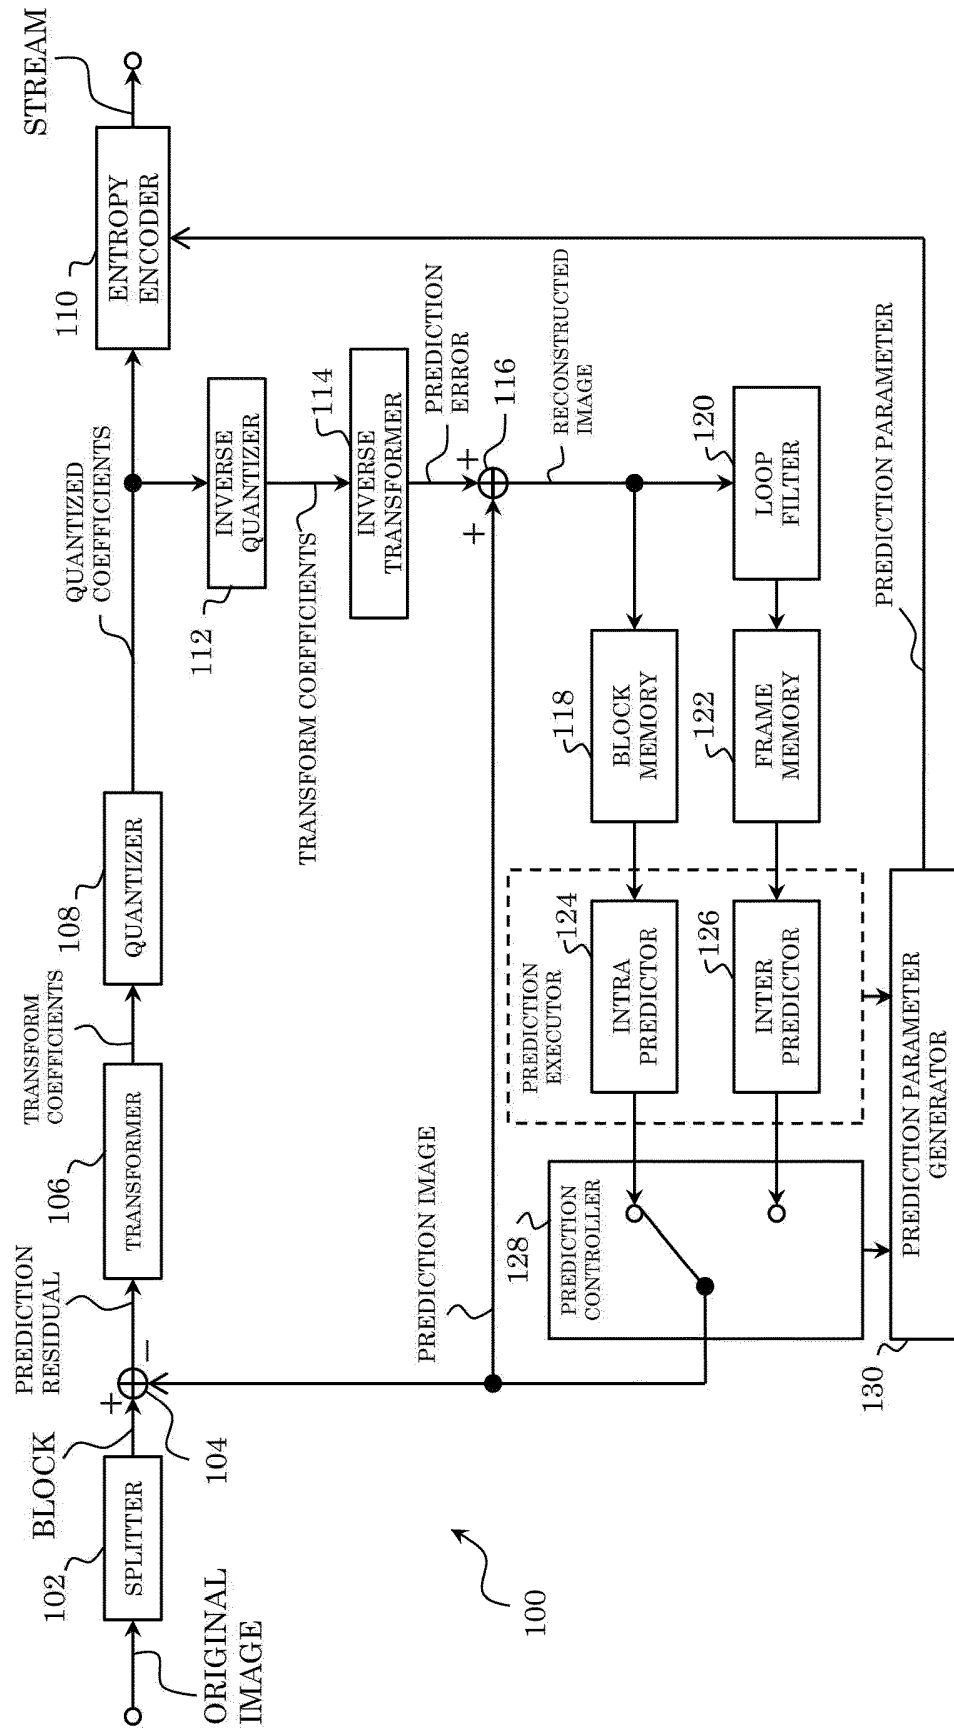 ORIGINAL
IMAGE
102
SPLITTER
BLOCK
+
−
104
PREDICTION
RESIDUAL
106
TRANSFORMER
TRANSFORM
COEFFICIENTS
108
QUANTIZER
QUANTIZED
COEFFICIENTS
110
ENTROPY
ENCODER
STREAM
112
INVERSE
QUANTIZER
TRANSFORM COEFFICIENTS
114
INVERSE
TRANSFORMER
PREDICTION
ERROR
+
+
116
PREDICTION IMAGE
RECONSTRUCTED
IMAGE
128
PREDICTION
CONTROLLER
PREDICTION
EXECUTOR
124
INTRA
PREDICTOR
118
BLOCK
MEMORY
126
INTER
PREDICTOR
122
FRAME
MEMORY
120
LOOP
FILTER
130
PREDICTION PARAMETER
GENERATOR
PREDICTION PARAMETER
100